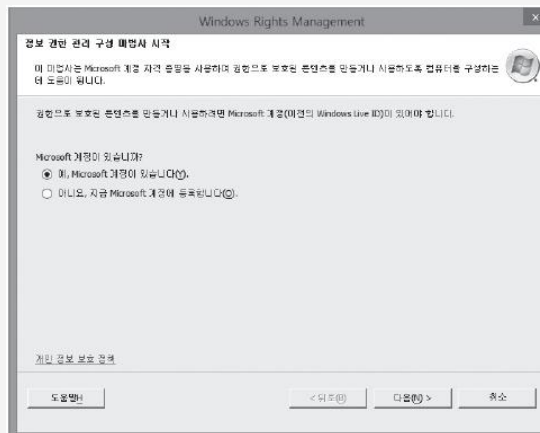 Windows Rights Management
정보 권한 관리 구성 마법사 시작
이 마법사는 Microsoft 계정 자격 증명을 사용하여 권한으로 보호된 콘텐츠를 만들거나 사용하도록 컴퓨터를 구성하는
데 도움이 됩니다.
권한으로 보호된 콘텐츠를 만들거나 사용하려면 Microsoft 계정(이전의 Windows Live ID)이 있어야 합니다.
Microsoft 계정이 있습니까?
예, Microsoft 계정이 있습니다(Y).
아니요, 지금 Microsoft 계정에 등록합니다(O).
개인 정보 보호 정책
도움말H
< 뒤로(B)
다음(N) >
취소